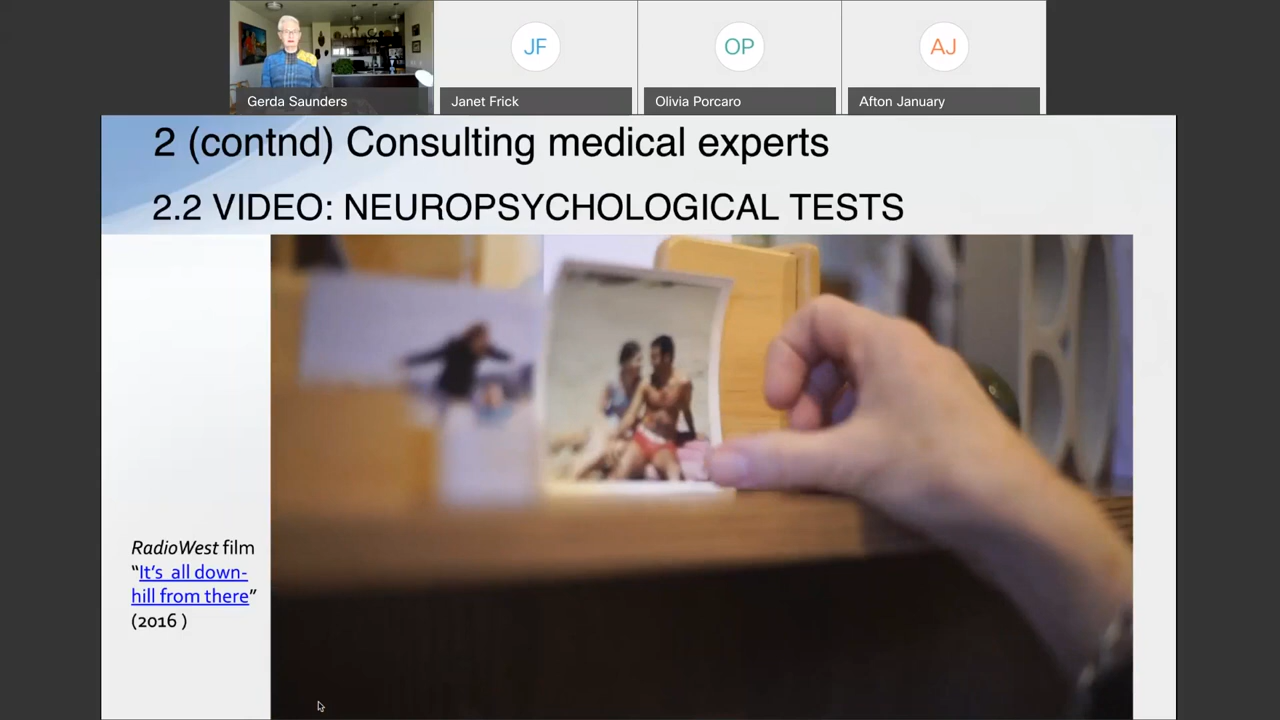 JF
OP
AJ
Gerda Saunders
Janet Frick
Olivia Porcaro
Afton January
2 (contnd) Consulting medical experts
2.2 VIDEO: NEUROPSYCHOLOGICAL TESTS
RadioWest film
“It’s all down-
hill from there”
(2016 )